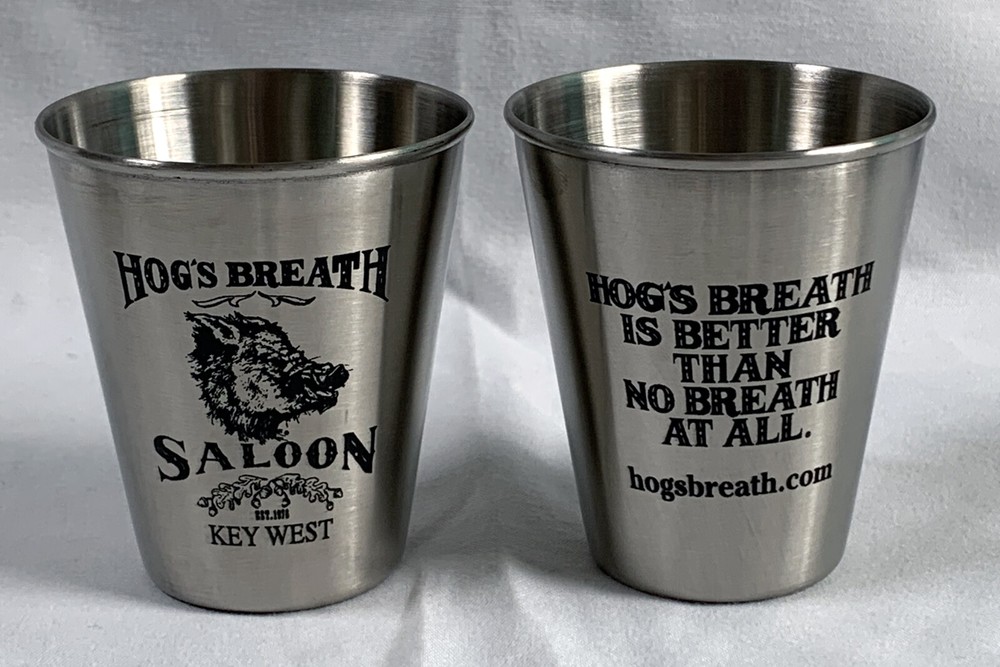 HOG'S BREATH
SALOON
EST. 1976
KEY WEST
HOG'S BREATH
IS BETTER
THAN
NO BREATH
AT ALL.
hogsbreath.com